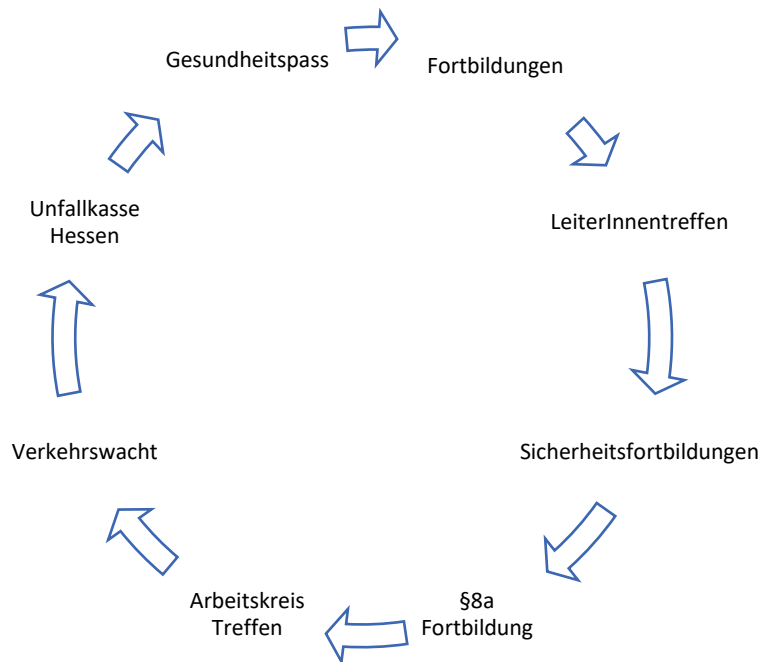 Gesundheitspass
Fortbildungen
LeiterInnentreffen
Sicherheitsfortbildungen
§8a
Fortbildung
Arbeitskreis
Treffen
Verkehrswacht
Unfallkasse
Hessen